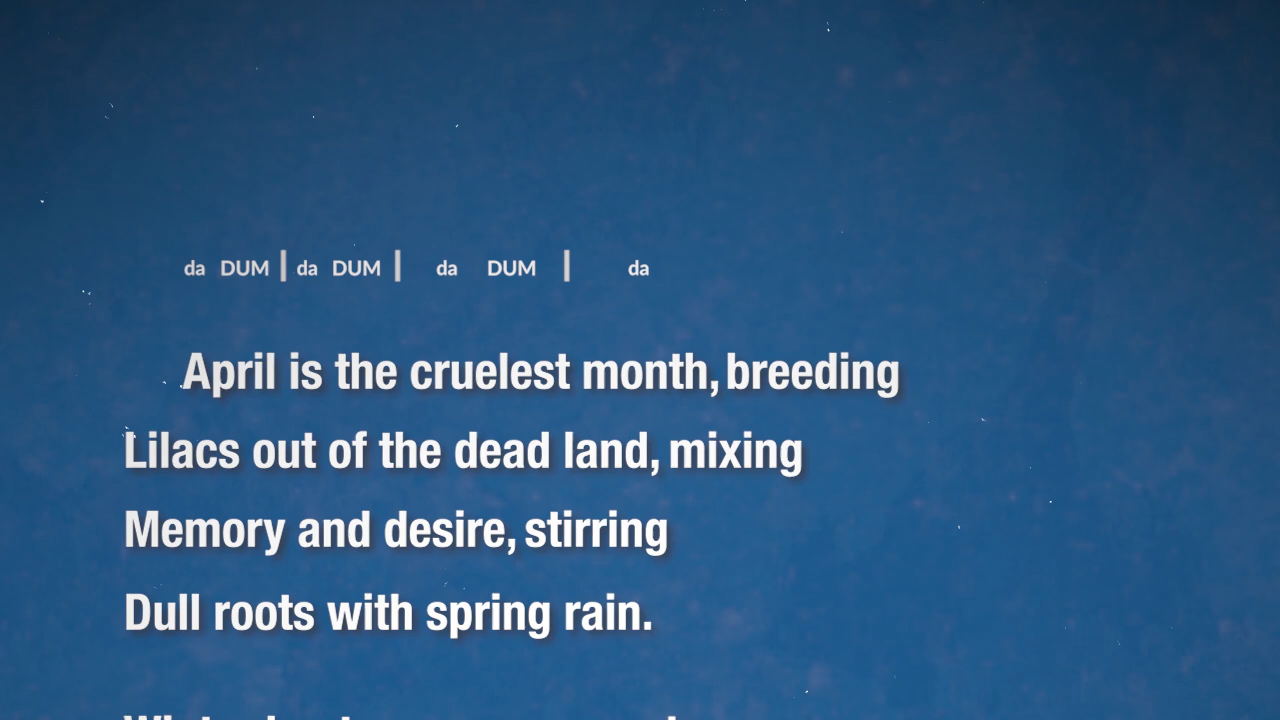 da DUM | da DUM | da DUM | da
April is the cruelest month, breeding
Lilacs out of the dead land, mixing
Memory and desire, stirring
Dull roots with spring rain.